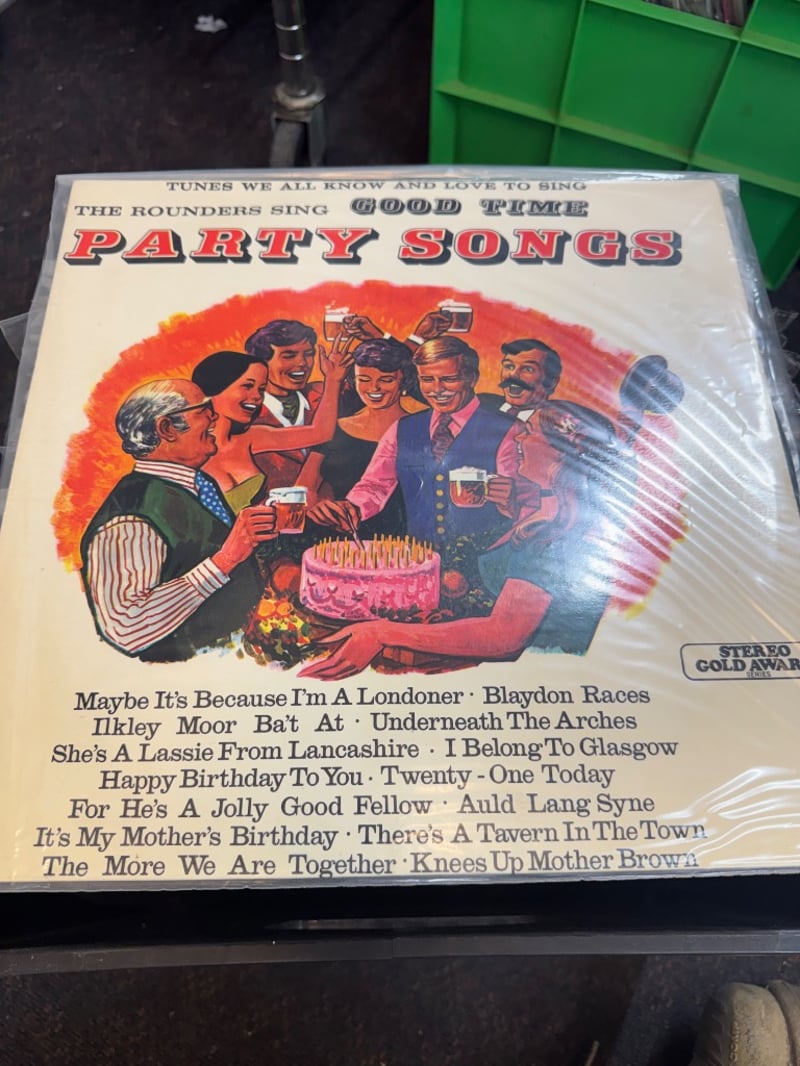 TUNES WE ALL KNOW AND LOVE TO SING
THE ROUNDERS SING GOOD TIME
PARTY SONGS
STEREO
GOLD AWAR
SERIES
Maybe It's Because I'm A Londoner · Blaydon Races
Ilkley Moor Ba't At · Underneath The Arches
She's A Lassie From Lancashire · I Belong To Glasgow
Happy Birthday To You · Twenty-One Today
For He's A Jolly Good Fellow · Auld Lang Syne
It's My Mother's Birthday · There's A Tavern In The Town
The More We Are Together · Knees Up Mother Brown